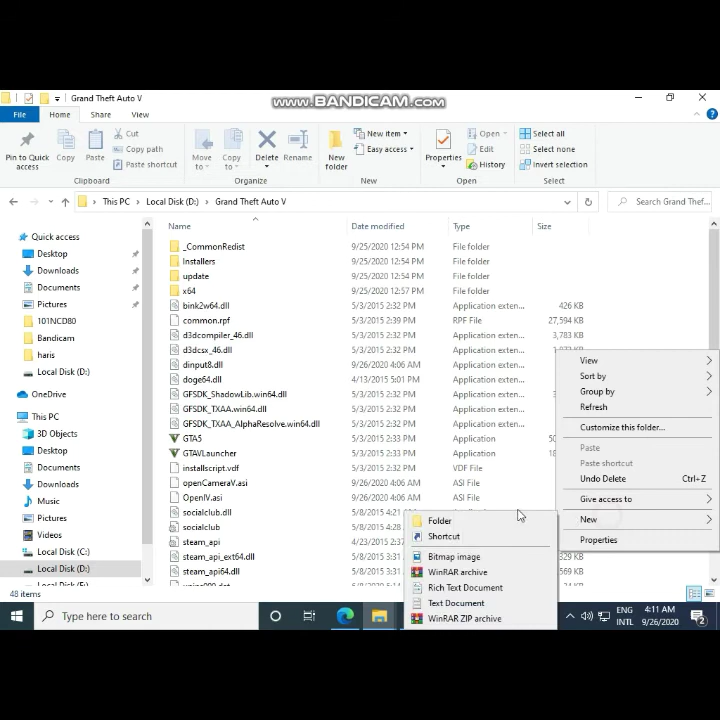 Grand Theft Auto V
www.BANDICAM.com
File Home Share View
Pin to Quick access
Copy
Paste
Cut
Copy path
Paste shortcut
Clipboard
Move to
Copy to
Delete
Rename
Organize
New folder
New item
Easy access
New
Properties
Open
Edit
History
Open
Select all
Select none
Invert selection
Select
This PC > Local Disk (D:) > Grand Theft Auto V
Search Grand Thef...
Name Date modified Type Size
Quick access
Desktop
Downloads
Documents
Pictures
101NCD80
Bandicam
haris
Local Disk (D:)
OneDrive
This PC
3D Objects
Desktop
Documents
Downloads
Music
Pictures
Videos
Local Disk (C:)
Local Disk (D:)
_CommonRedist 9/25/2020 12:54 PM File folder
Installers 9/25/2020 12:54 PM File folder
update 9/25/2020 12:54 PM File folder
x64 9/25/2020 12:57 PM File folder
bink2w64.dll 5/3/2015 2:32 PM Application exten... 426 KB
common.rpf 5/3/2015 2:39 PM RPF File 27,594 KB
d3dcompiler_46.dll 5/3/2015 2:32 PM Application exten... 3,783 KB
d3dcsx_46.dll 5/3/2015 2:32 PM Application exten...
dinput8.dll 9/26/2020 4:06 AM Application exten...
doge64.dll 4/13/2015 5:01 PM Application exten...
GFSDK_ShadowLib.win64.dll 5/3/2015 2:32 PM Application exten...
GFSDK_TXAA.win64.dll 5/3/2015 2:32 PM Application exten...
GFSDK_TXAA_AlphaResolve.win64.dll 5/3/2015 2:32 PM Application exten...
GTA5 5/3/2015 2:33 PM Application
GTAVLauncher 5/3/2015 2:33 PM Application
installscript.vdf 5/3/2015 2:32 PM VDF File
openCameraV.asi 9/26/2020 4:06 AM ASI File
OpenIV.asi 9/26/2020 4:06 AM ASI File
socialclub.dll
socialclub
steam_api
steam_api_ext64.dll
steam_api64.dll
View
Sort by
Group by
Refresh
Customize this folder...
Paste
Paste shortcut
Undo Delete Ctrl+Z
Give access to
New
Properties
Folder
Shortcut
Bitmap image
WinRAR archive
Rich Text Document
Text Document
WinRAR ZIP archive
48 items
Type here to search
ENG
INTL
4:11 AM
9/26/2020
2